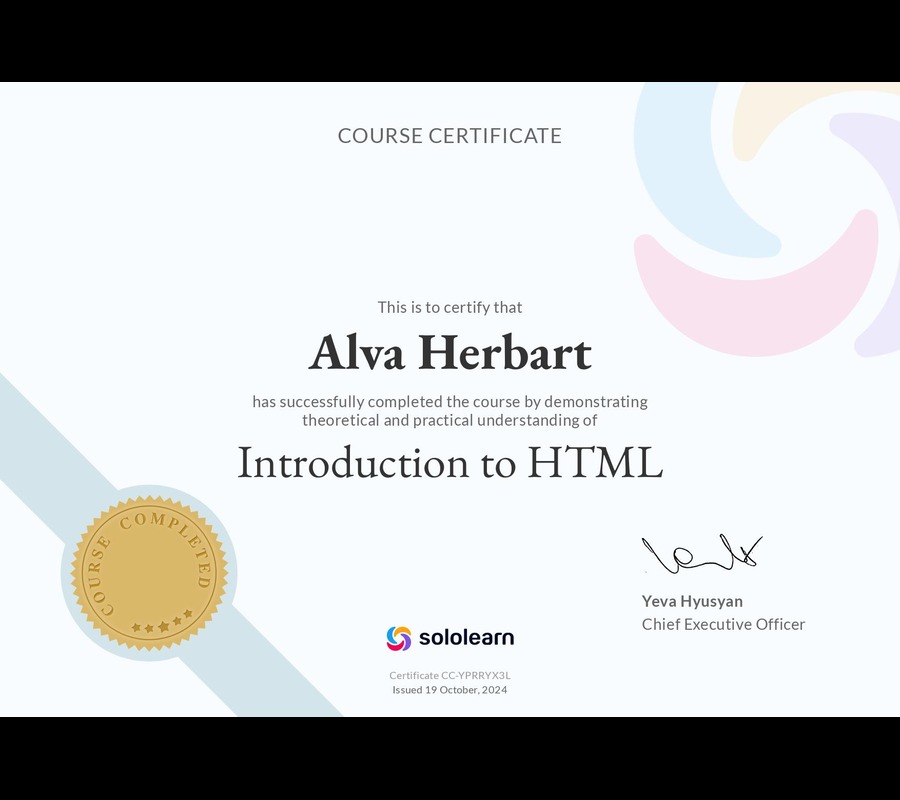 COURSE CERTIFICATE
This is to certify that
Alva Herbart
has successfully completed the course by demonstrating
theoretical and practical understanding of
Introduction to HTML
COURSE COMPLETED
Yeva Hyusyan
Chief Executive Officer
sololearn
Certificate CC-YPRRYX3L
Issued 19 October, 2024